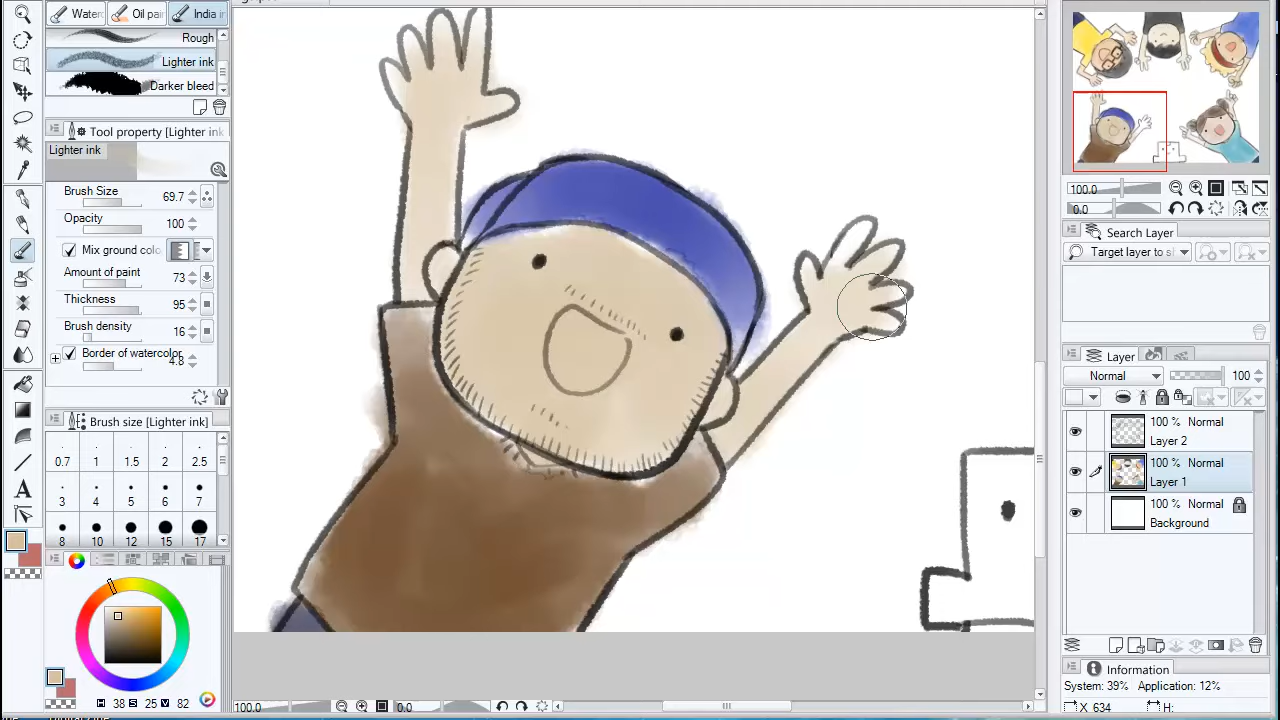 Oil pai
India i
Rough
Lighter ink
Darker bleed
Tool property [Lighter ink
Lighter ink
Brush Size 69.7
Opacity 100
Mix ground colo
Amount of paint 73
Thickness 95
Brush density 16
Border of watercolor 4.8
Brush size [Lighter ink]
0.7 1 1.5 2 2.5
3 4 5 6 7
8 10 12 15 17
H 38 S 25 V 82
100.0 0.0
100.0
0.0
Search Layer
Target layer to s
Layer
Normal 100
100 % Normal
Layer 2
100 % Normal
Layer 1
100 % Normal
Background
Information
System: 39% Application: 12%
X 634 H: